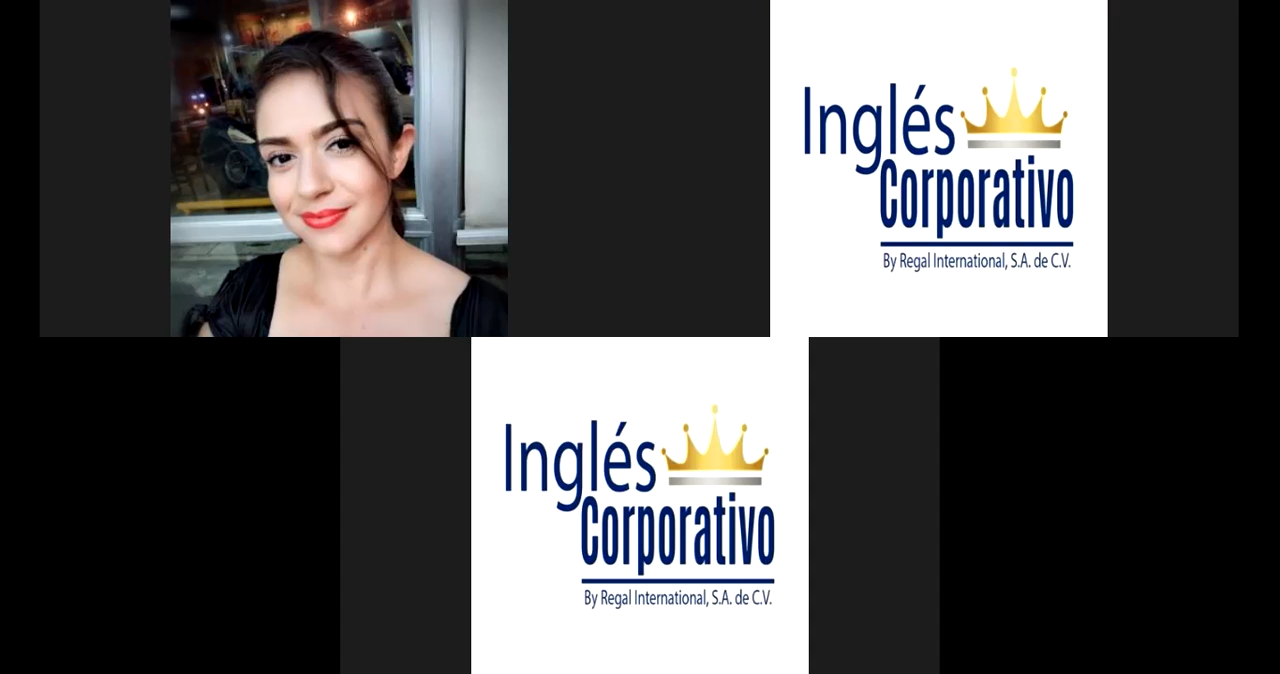 Inglés
Corporativo
By Regal International, S.A. de C.V.
Inglés
Corporativo
By Regal International, S.A. de C.V.